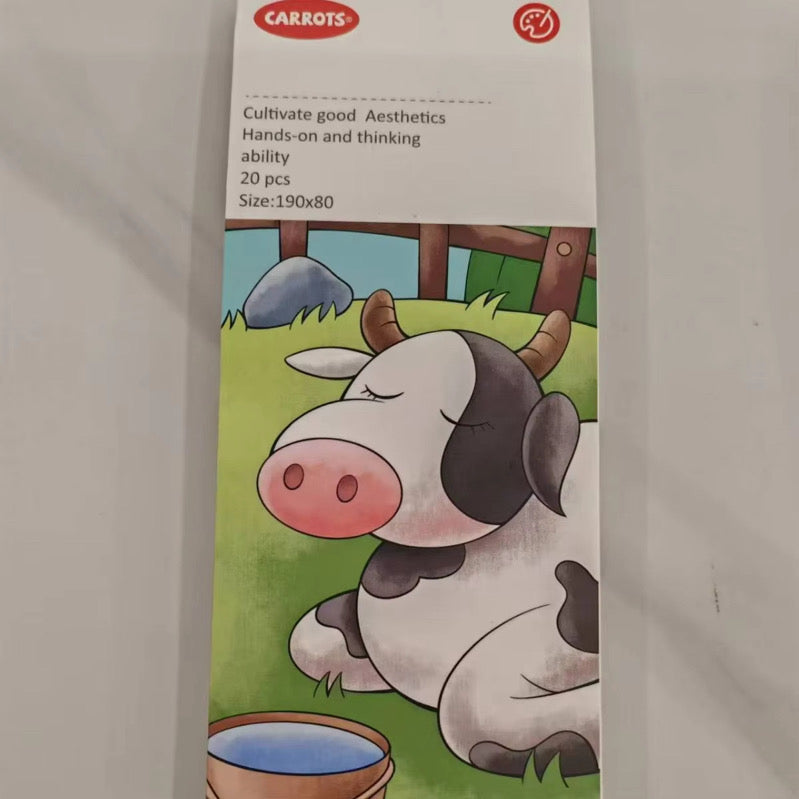 CARROTS®
Cultivate good  Aesthetics
Hands-on and thinking
ability
20 pcs
Size:190x80